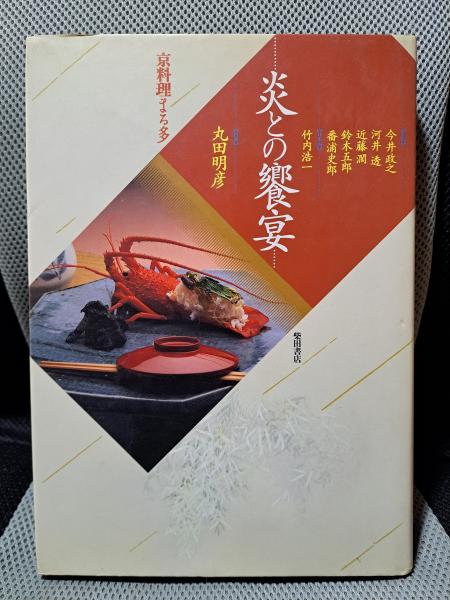 炎との饗宴
今井政之
河井透
近藤潤
鈴木五郎
番浦史郎
竹内浩一
丸田明彦
京料理まる多
柴田書店